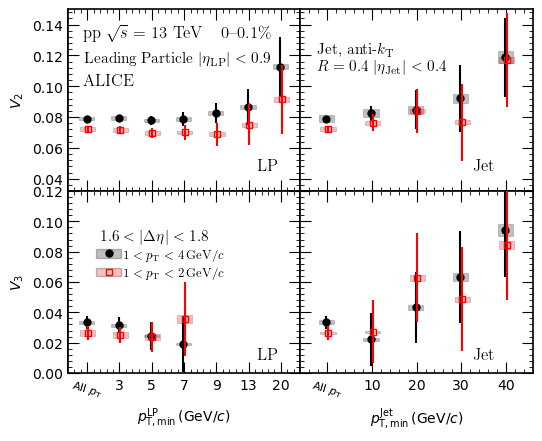 pp √s = 13 TeV 0–0.1%
Leading Particle |η_LP| < 0.9
ALICE
Jet, anti-k_T
R = 0.4 |η_Jet| < 0.4
V_2
0.14
0.12
0.10
0.08
0.06
0.04
LP
Jet
V_3
0.12
0.10
0.08
0.06
0.04
0.02
0.00
1.6 < |Δη| < 1.8
1 < p_T < 4 GeV/c
1 < p_T < 2 GeV/c
LP
Jet
All p_T 3 5 7 9 13 20
All p_T 10 20 30 40
p_T,min^LP (GeV/c)
p_T,min^Jet (GeV/c)